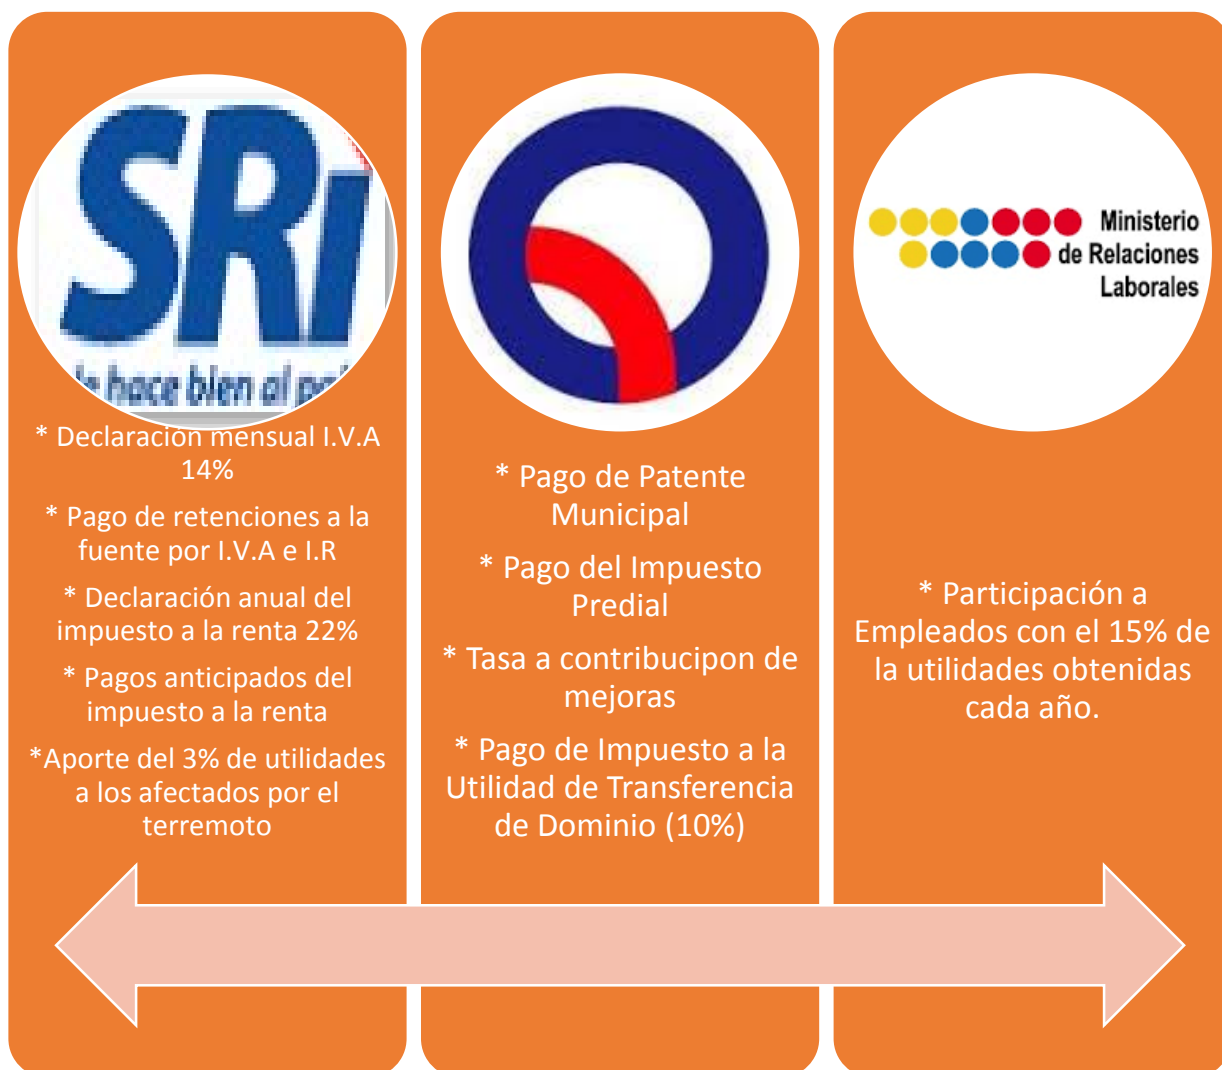 SRi
le hace bien al país
* Declaración mensual I.V.A
14%
* Pago de retenciones a la
fuente por I.V.A e I.R
* Declaración anual del
impuesto a la renta 22%
* Pagos anticipados del
impuesto a la renta
*Aporte del 3% de utilidades
a los afectados por el
terremoto
* Pago de Patente
Municipal
* Pago del Impuesto
Predial
* Tasa a contribucipon de
mejoras
* Pago de Impuesto a la
Utilidad de Transferencia
de Dominio (10%)
Ministerio
de Relaciones
Laborales
* Participación a
Empleados con el 15% de
la utilidades obtenidas
cada año.